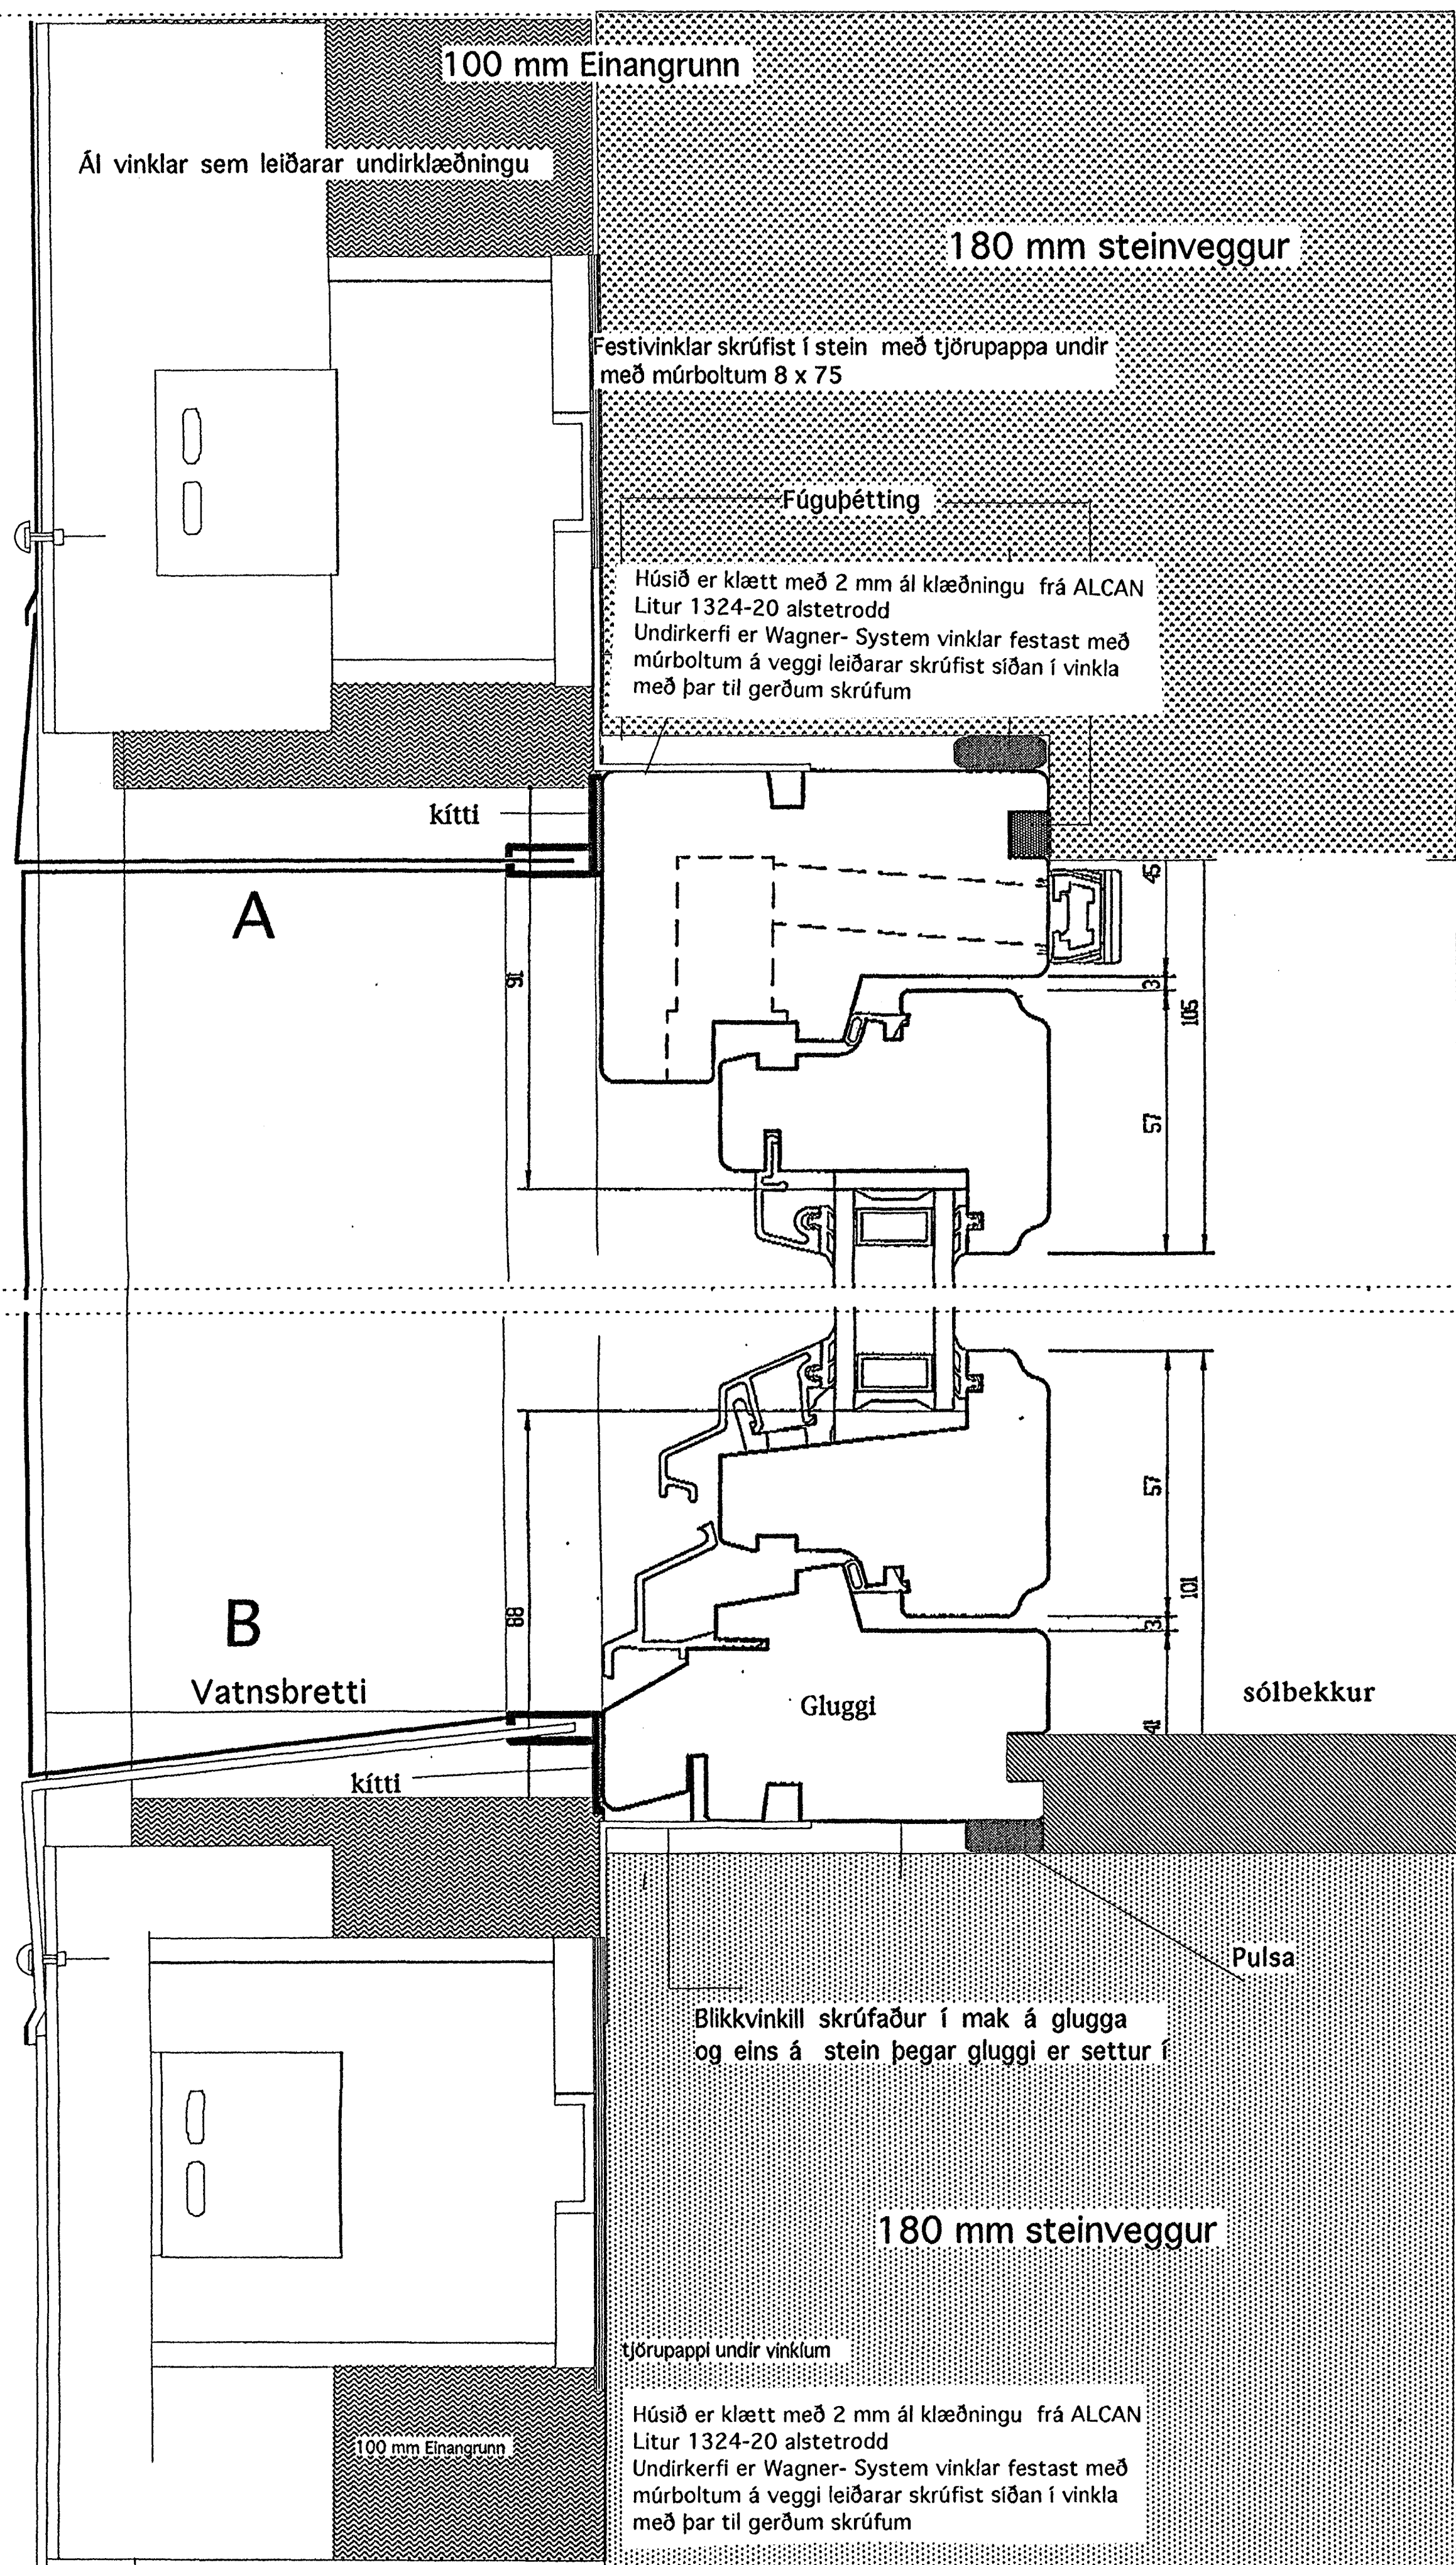 100 mm Einangrunn
Ál vinklar sem leiðarar undirklæðningu
180 mm steinveggur
Festivinklar skrúfist í stein með tjörupappa undir
með múrboltum 8 x 75
Fúguþétting
Húsið er klætt með 2 mm ál klæðningu frá ALCAN
Litur 1324-20 alstetrodd
Undirkerfi er Wagner- System vinklar festast með
múrboltum á veggi leiðarar skrúfist síðan í vinkla
með þar til gerðum skrúfum
kítti
A
91
45
3
105
57
57
101
3
41
88
B
Vatnsbretti
Gluggi
sólbekkur
kítti
Pulsa
Blikkvinkill skrúfaður í mak á glugga
og eins á stein þegar gluggi er settur í
180 mm steinveggur
tjörupappi undir vinklum
100 mm Einangrunn
Húsið er klætt með 2 mm ál klæðningu frá ALCAN
Litur 1324-20 alstetrodd
Undirkerfi er Wagner- System vinklar festast með
múrboltum á veggi leiðarar skrúfist síðan í vinkla
með þar til gerðum skrúfum